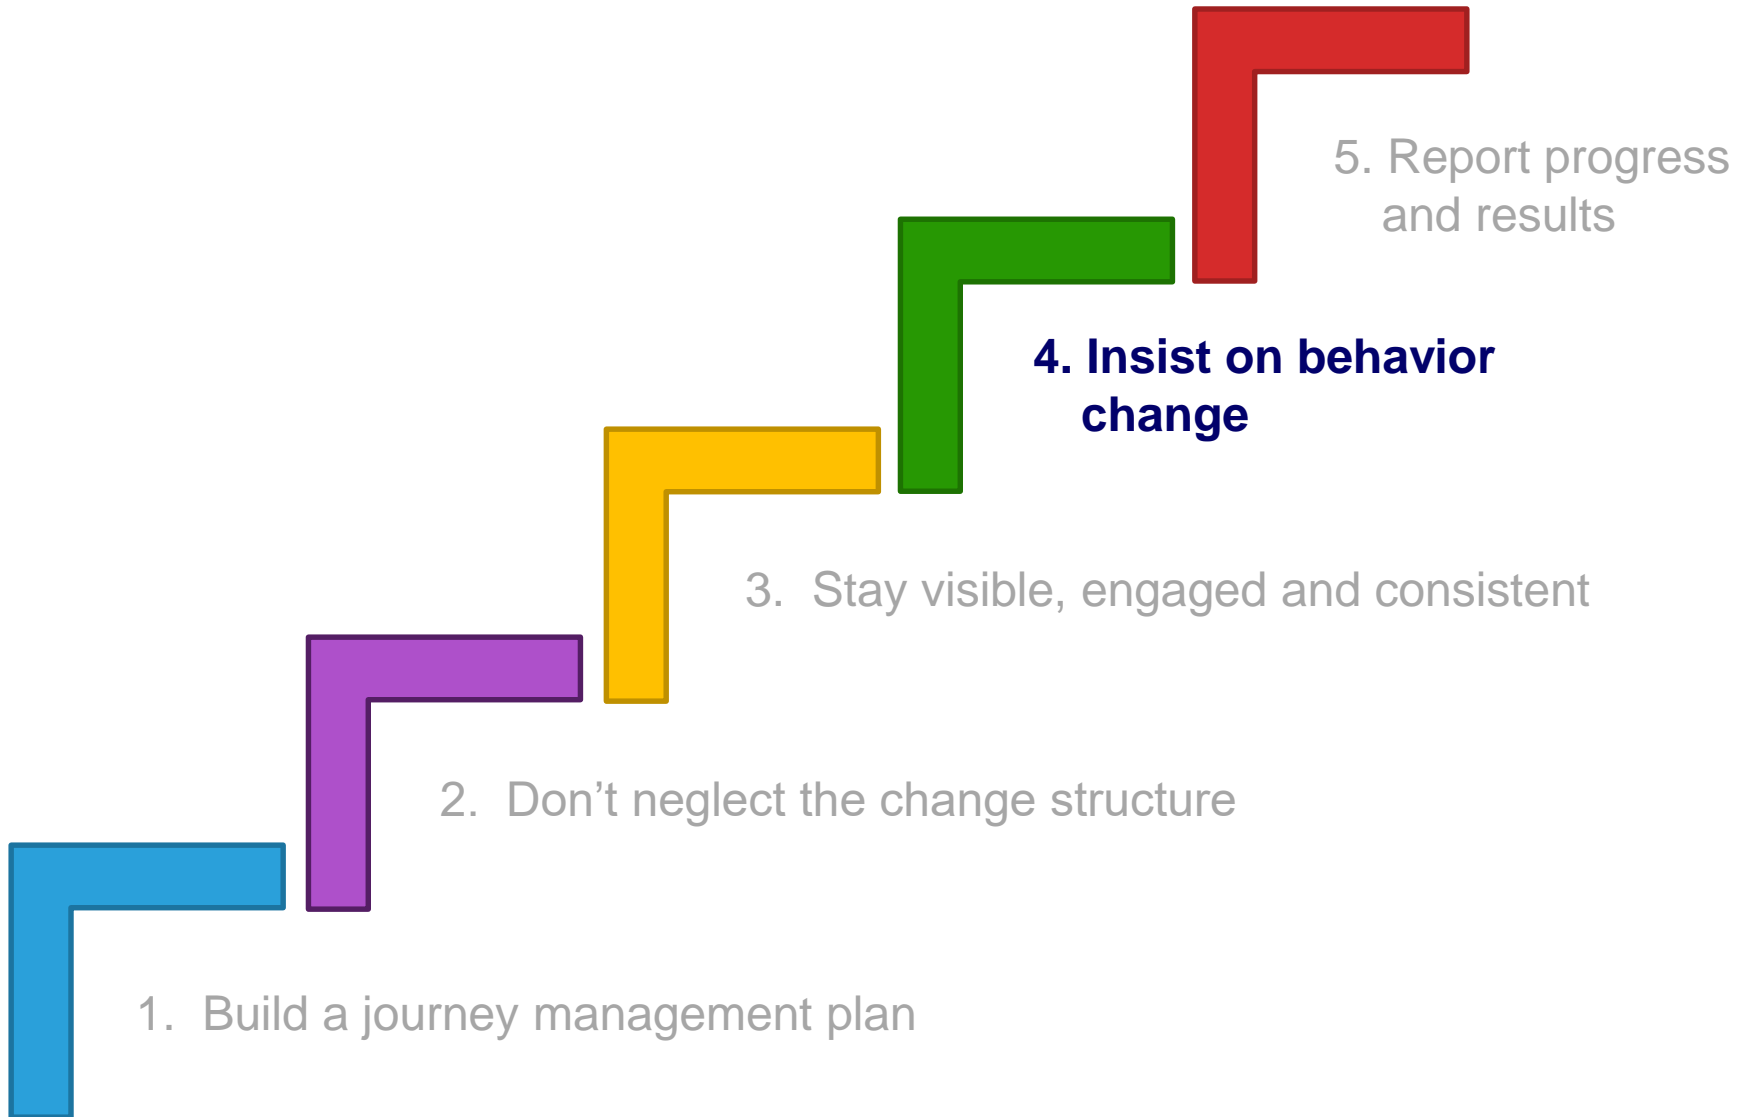 5. Report progress
and results
4. Insist on behavior
change
3. Stay visible, engaged and consistent
2. Don’t neglect the change structure
1. Build a journey management plan